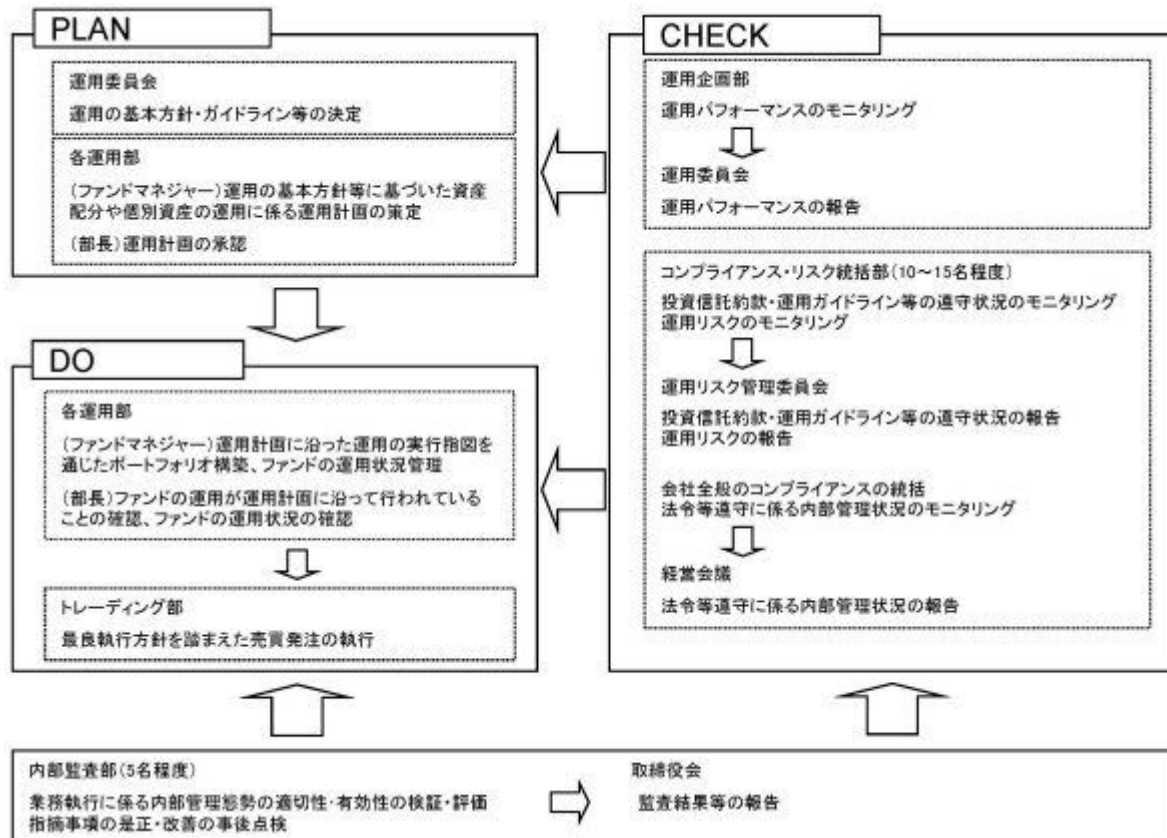 PLAN
運用委員会
運用の基本方針・ガイドライン等の決定
各運用部
(ファンドマネジャー)運用の基本方針等に基づいた資産
配分や個別資産の運用に係る運用計画の策定
(部長)運用計画の承認
DO
各運用部
(ファンドマネジャー)運用計画に沿った運用の実行指図を
通じたポートフォリオ構築、ファンドの運用状況管理
(部長)ファンドの運用が運用計画に沿って行われている
ことの確認、ファンドの運用状況の確認
トレーディング部
最良執行方針を踏まえた売買発注の執行
CHECK
運用企画部
運用パフォーマンスのモニタリング
運用委員会
運用パフォーマンスの報告
コンプライアンス・リスク統括部(10～15名程度)
投資信託約款・運用ガイドライン等の遵守状況のモニタリング
運用リスクのモニタリング
運用リスク管理委員会
投資信託約款・運用ガイドライン等の遵守状況の報告
運用リスクの報告
会社全般のコンプライアンスの統括
法令等遵守に係る内部管理状況のモニタリング
経営会議
法令等遵守に係る内部管理状況の報告
内部監査部(5名程度)
業務執行に係る内部管理態勢の適切性・有効性の検証・評価
指摘事項の是正・改善の事後点検
取締役会
監査結果等の報告